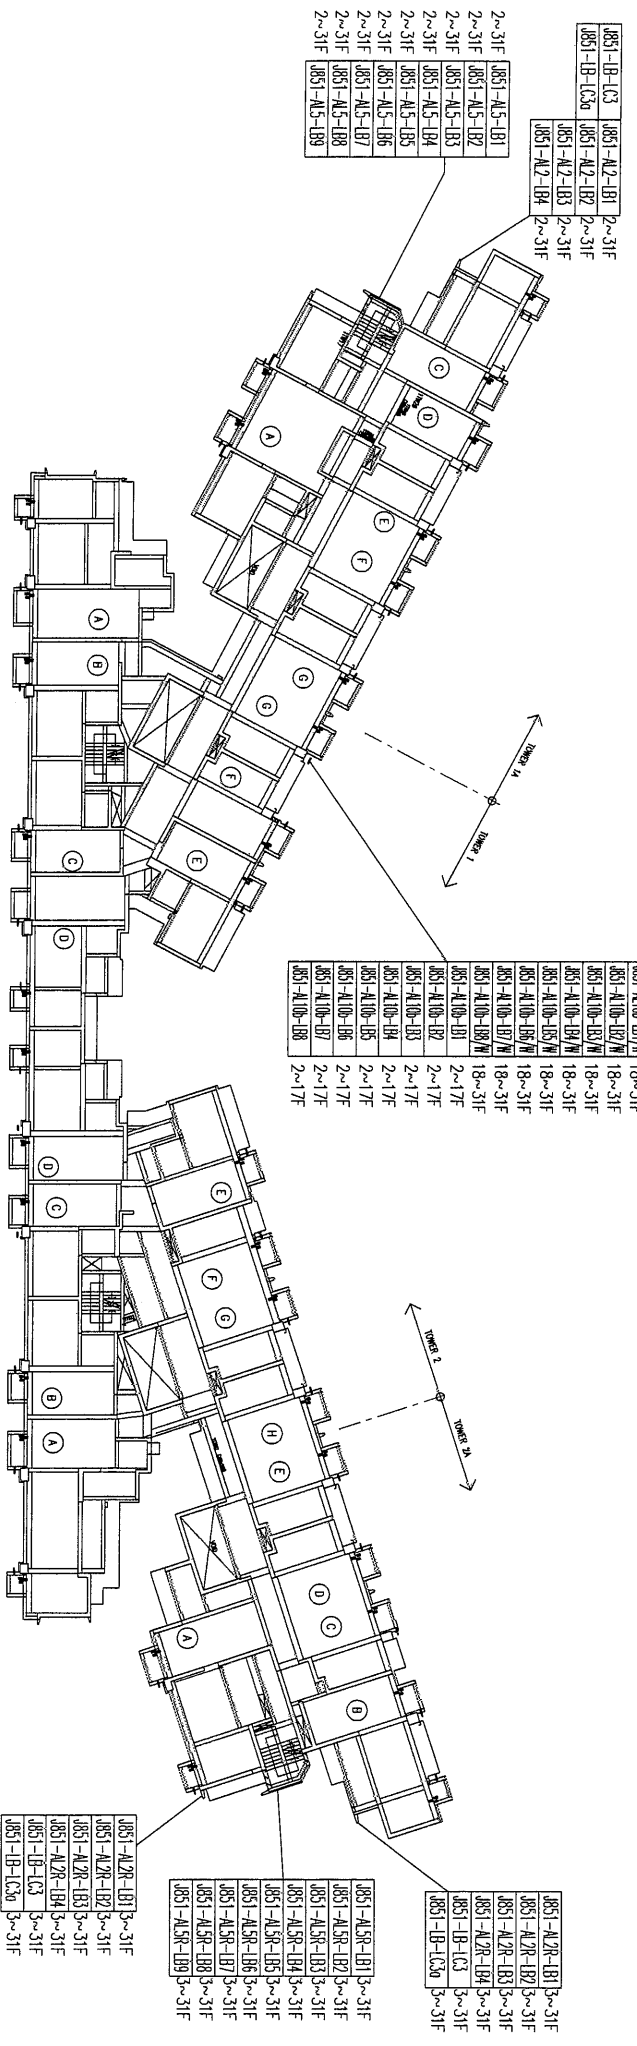 J851-LB-LC3 J851-AL2-LB1 2~31F
J851-LB-LC3a J851-AL2-LB2 2~31F
J851-AL2-LB3 2~31F
J851-AL2-LB4 2~31F
2~31F J851-AL5-LB1
2~31F J851-AL5-LB2
2~31F J851-AL5-LB3
2~31F J851-AL5-LB4
2~31F J851-AL5-LB5
2~31F J851-AL5-LB6
2~31F J851-AL5-LB7
2~31F J851-AL5-LB8
2~31F J851-AL5-LB9
C
D
A
E
F
VOID
G
G
F
E
A
B
C
D
TOWER 1A
TOWER 1
J851-AL10b-LB2/W 18~31F
J851-AL10b-LB3/W 18~31F
J851-AL10b-LB4/W 18~31F
J851-AL10b-LB5/W 18~31F
J851-AL10b-LB6/W 18~31F
J851-AL10b-LB7/W 18~31F
J851-AL10b-LB8/W 18~31F
J851-AL10b-LB1 2~17F
J851-AL10b-LB2 2~17F
J851-AL10b-LB3 2~17F
J851-AL10b-LB4 2~17F
J851-AL10b-LB5 2~17F
J851-AL10b-LB6 2~17F
J851-AL10b-LB7 2~17F
J851-AL10b-LB8 2~17F
D
C
B
A
E
F
G
H
E
VOID
D
C
A
B
TOWER 2
TOWER 2A
J851-AL2R-LB1 3~31F
J851-AL2R-LB2 3~31F
J851-AL2R-LB3 3~31F
J851-AL2R-LB4 3~31F
J851-LB-LC3 3~31F
J851-LB-LC3a 3~31F
J851-AL5R-LB1 3~31F
J851-AL5R-LB2 3~31F
J851-AL5R-LB3 3~31F
J851-AL5R-LB4 3~31F
J851-AL5R-LB5 3~31F
J851-AL5R-LB6 3~31F
J851-AL5R-LB7 3~31F
J851-AL5R-LB8 3~31F
J851-AL5R-LB9 3~31F
J851-AL2R-LB1 3~31F
J851-AL2R-LB2 3~31F
J851-AL2R-LB3 3~31F
J851-AL2R-LB4 3~31F
J851-LB-LC3 3~31F
J851-LB-LC3a 3~31F